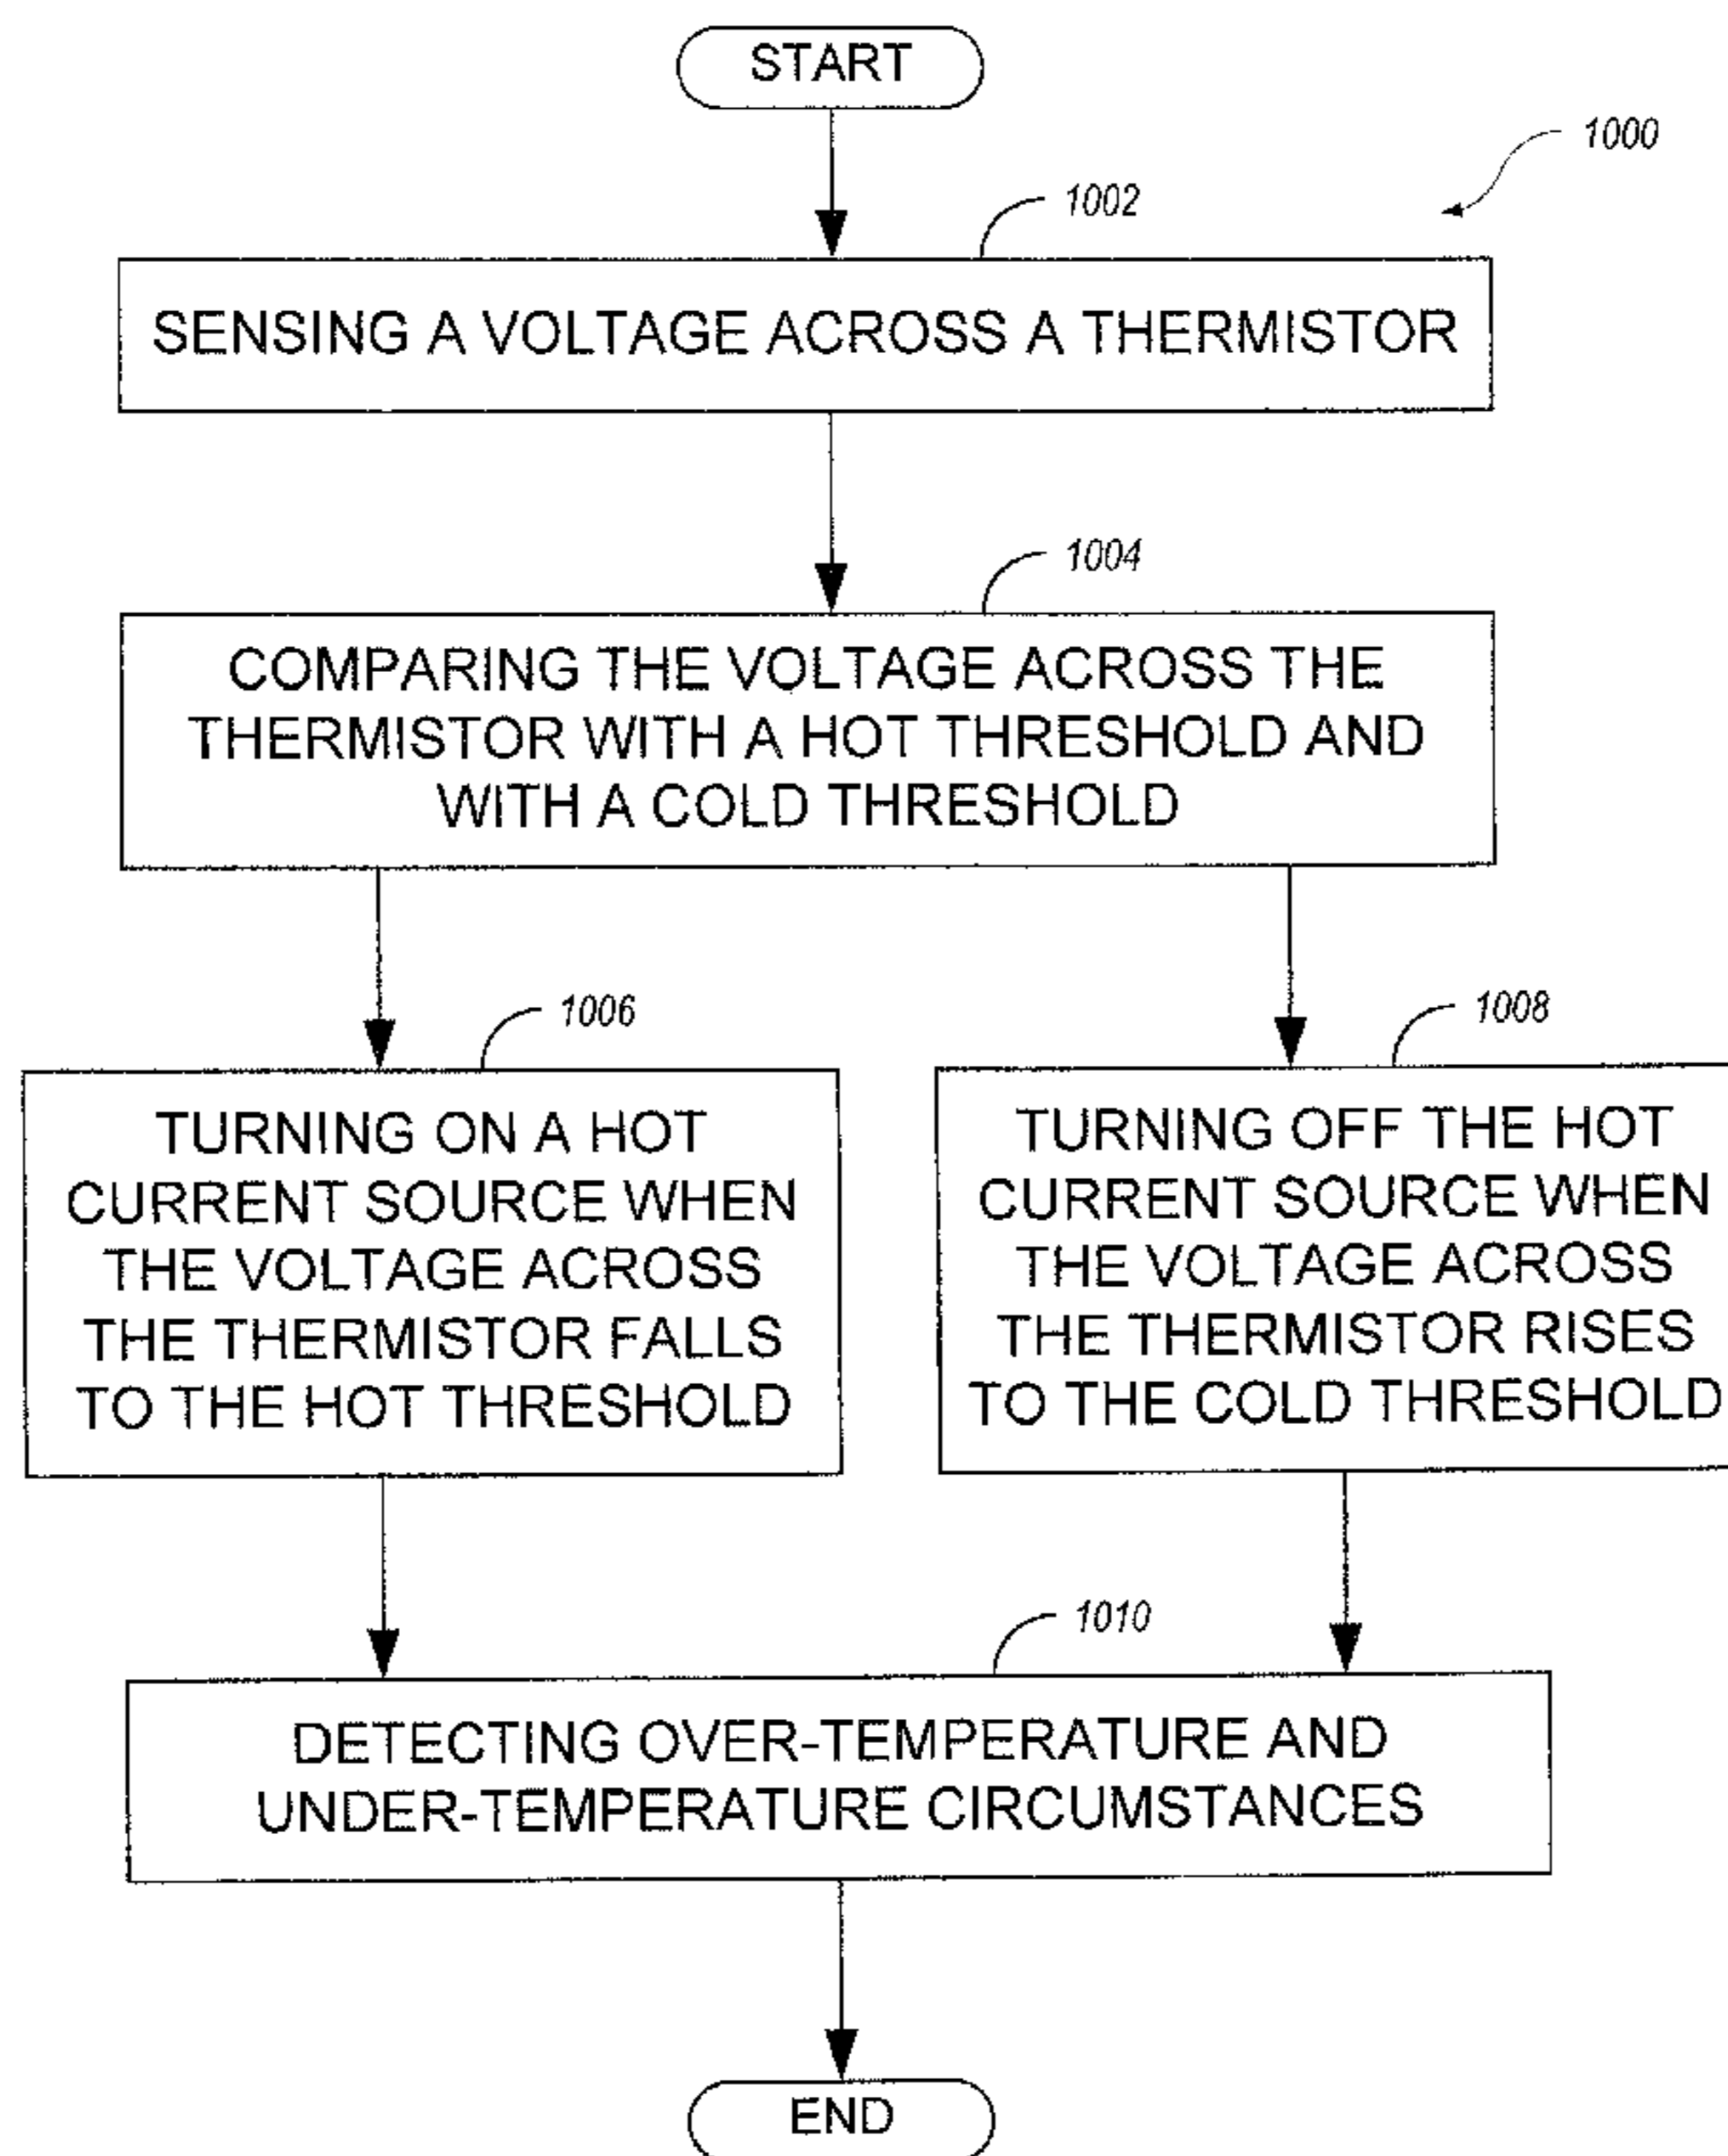 START
1000
1002
SENSING A VOLTAGE ACROSS A THERMISTOR
1004
COMPARING THE VOLTAGE ACROSS THE
THERMISTOR WITH A HOT THRESHOLD AND
WITH A COLD THRESHOLD
1006
TURNING ON A HOT
CURRENT SOURCE WHEN
THE VOLTAGE ACROSS
THE THERMISTOR FALLS
TO THE HOT THRESHOLD
1008
TURNING OFF THE HOT
CURRENT SOURCE WHEN
THE VOLTAGE ACROSS
THE THERMISTOR RISES
TO THE COLD THRESHOLD
1010
DETECTING OVER-TEMPERATURE AND
UNDER-TEMPERATURE CIRCUMSTANCES
END